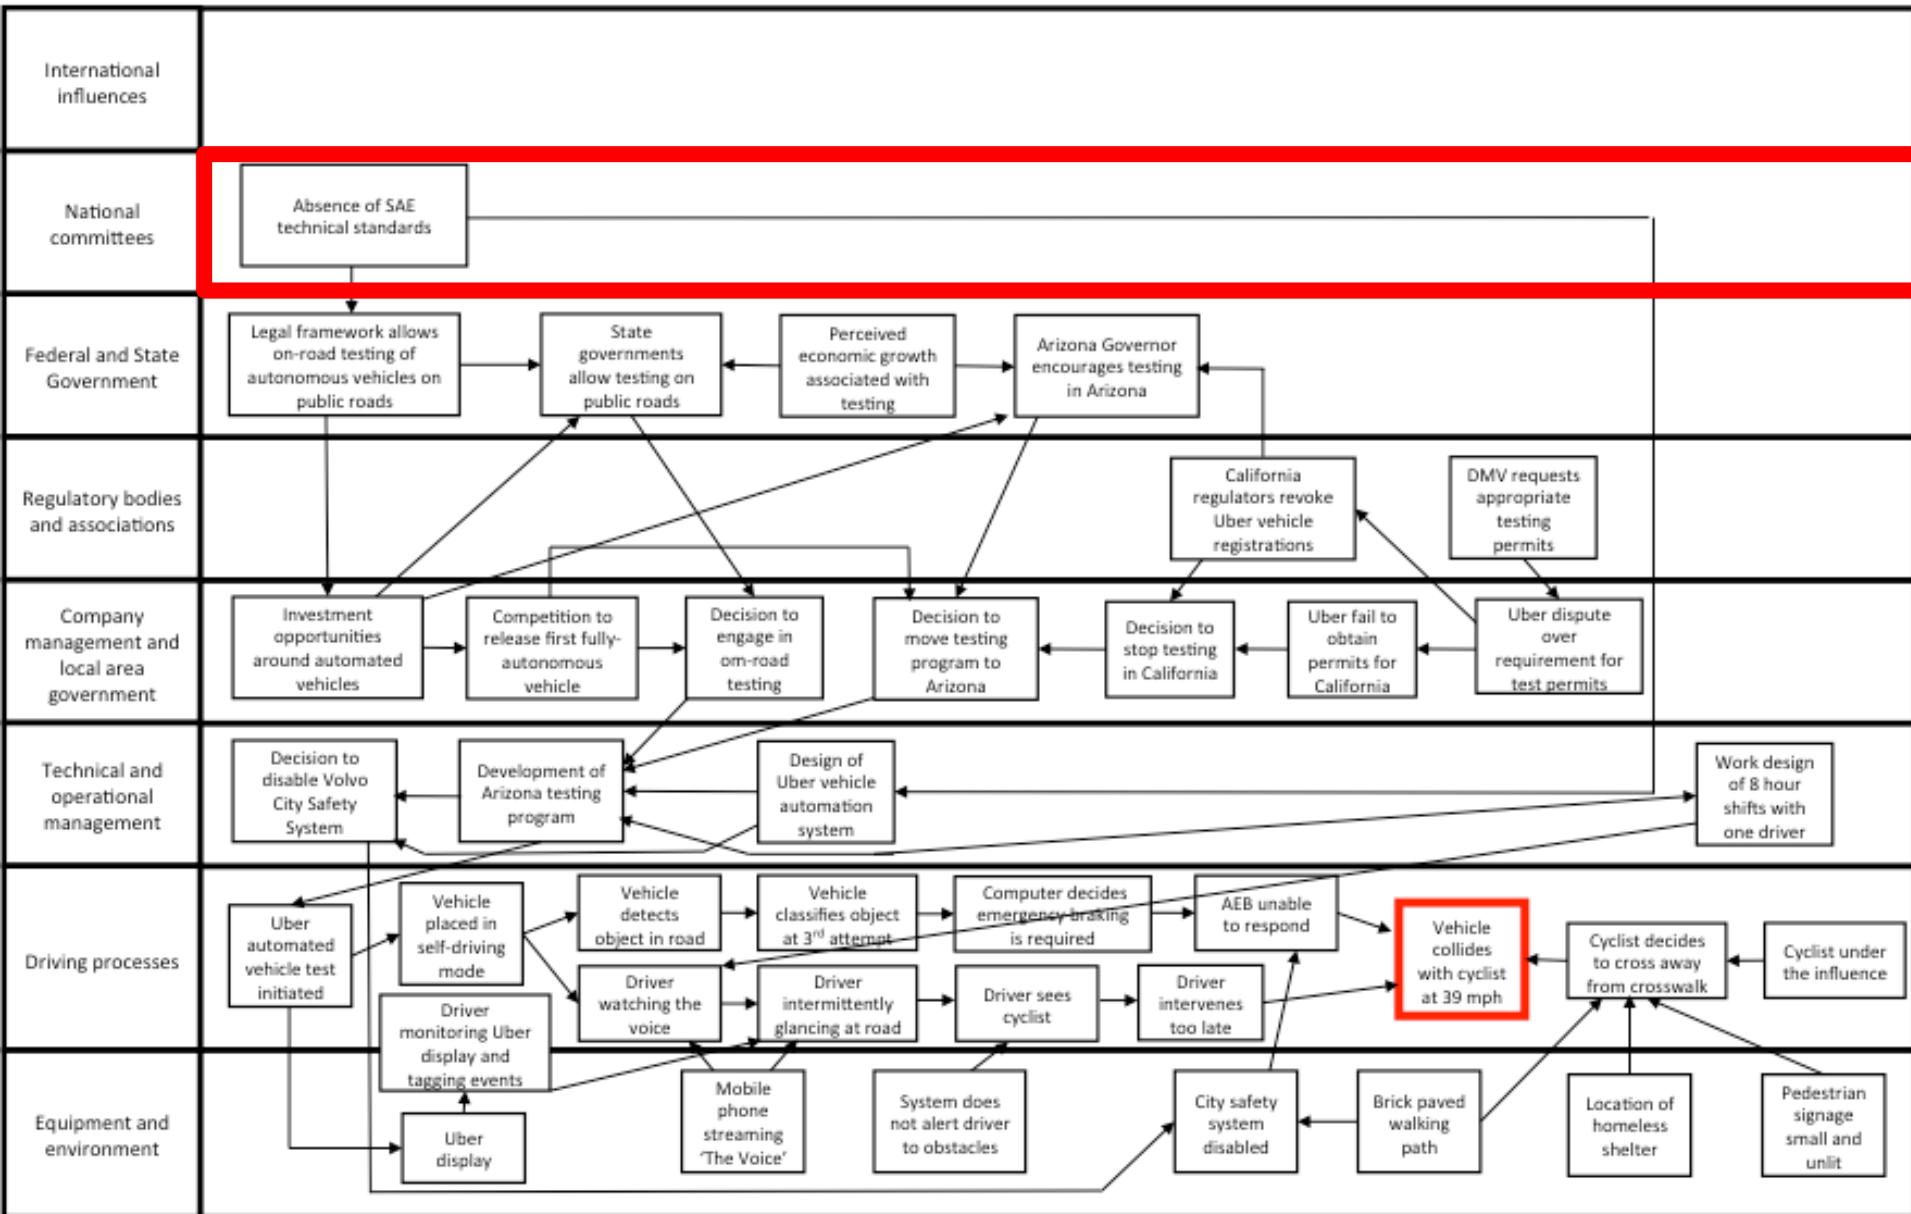 International
influences
National
committees
Absence of SAE
technical standards
Federal and State
Government
Legal framework allows
on-road testing of
autonomous vehicles on
public roads
State
governments
allow testing on
public roads
Perceived
economic growth
associated with
testing
Arizona Governor
encourages testing
in Arizona
Regulatory bodies
and associations
California
regulators revoke
Uber vehicle
registrations
DMV requests
appropriate
testing
permits
Company
management and
local area
government
Investment
opportunities
around automated
vehicles
Competition to
release first fully-
autonomous
vehicle
Decision to
engage in
om-road
testing
Decision to
move testing
program to
Arizona
Decision to
stop testing
in California
Uber fail to
obtain
permits for
California
Uber dispute
over
requirement for
test permits
Technical and
operational
management
Decision to
disable Volvo
City Safety
System
Development of
Arizona testing
program
Design of
Uber vehicle
automation
system
Work design
of 8 hour
shifts with
one driver
Driving processes
Uber
automated
vehicle test
initiated
Vehicle
placed in
self-driving
mode
Vehicle
detects
object in road
Vehicle
classifies object
at 3rd attempt
Computer decides
emergency braking
is required
AEB unable
to respond
Vehicle
collides
with cyclist
at 39 mph
Cyclist decides
to cross away
from crosswalk
Cyclist under
the influence
Driver
watching the
voice
Driver
intermittently
glancing at road
Driver sees
cyclist
Driver
intervenes
too late
Driver
monitoring Uber
display and
tagging events
Equipment and
environment
Uber
display
Mobile
phone
streaming
'The Voice'
System does
not alert driver
to obstacles
City safety
system
disabled
Brick paved
walking
path
Location of
homeless
shelter
Pedestrian
signage
small and
unlit